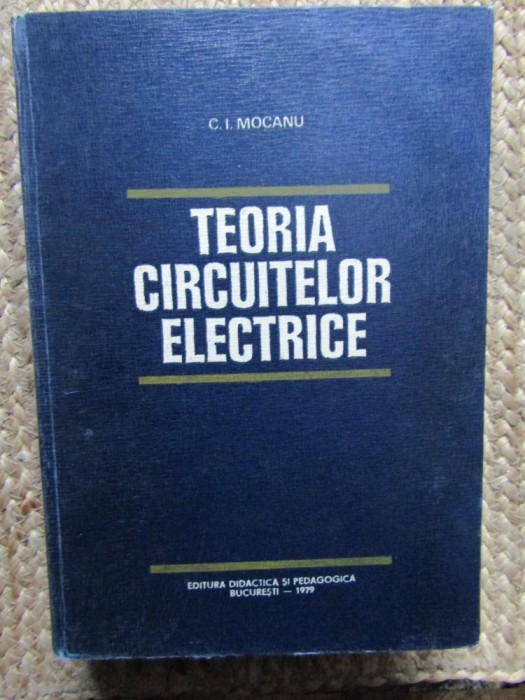 C. I. MOCANU
TEORIA
CIRCUITELOR
ELECTRICE
EDITURA DIDACTICA ȘI PEDAGOGICA
BUCUREȘTI — 1979